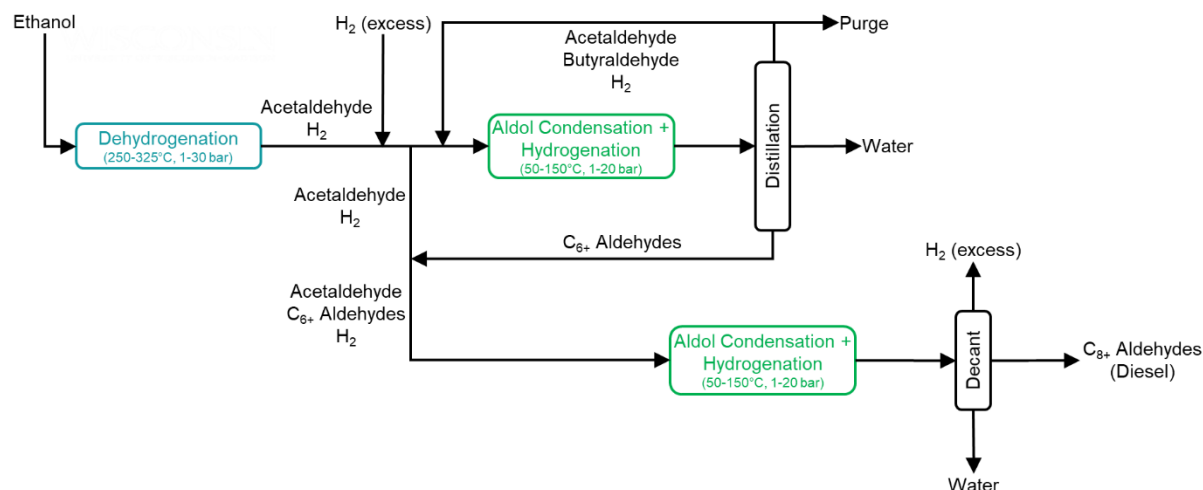 Ethanol
H₂ (excess)
Purge
Acetaldehyde
Butyraldehyde
H₂
Acetaldehyde
H₂
Dehydrogenation
(250-325°C, 1-30 bar)
Aldol Condensation +
Hydrogenation
(50-150°C, 1-20 bar)
Distillation
Water
Acetaldehyde
H₂
C₆₊ Aldehydes
H₂ (excess)
Acetaldehyde
C₆₊ Aldehydes
H₂
Aldol Condensation +
Hydrogenation
(50-150°C, 1-20 bar)
Decant
C₈₊ Aldehydes
(Diesel)
Water